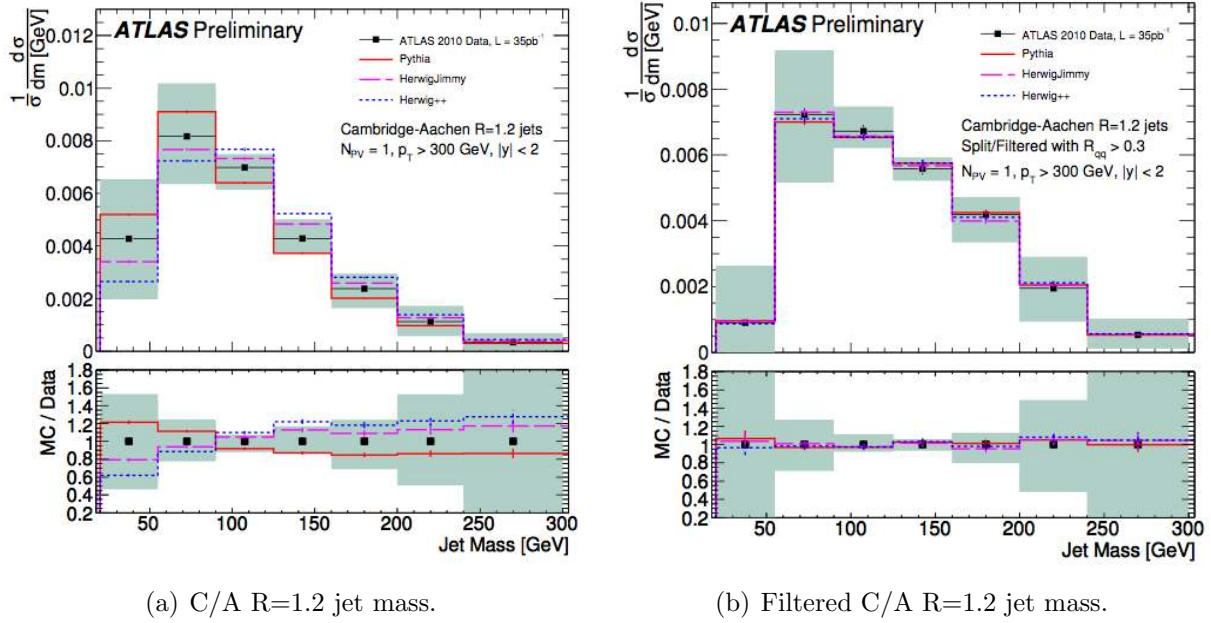 ATLAS Preliminary
1/σ dσ/dm [GeV]
0.012
0.01
0.008
0.006
0.004
0.002
0
ATLAS 2010 Data, L = 35pb⁻¹
Pythia
HerwigJimmy
Herwig++
Cambridge-Aachen R=1.2 jets
N_PV = 1, p_T > 300 GeV, |y| < 2
MC / Data
1.8
1.6
1.4
1.2
1
0.8
0.6
0.4
0.2
50 100 150 200 250 300
Jet Mass [GeV]
(a) C/A R=1.2 jet mass.
ATLAS Preliminary
1/σ dσ/dm [GeV]
0.01
0.008
0.006
0.004
0.002
0
ATLAS 2010 Data, L = 35pb⁻¹
Pythia
HerwigJimmy
Herwig++
Cambridge-Aachen R=1.2 jets
Split/Filtered with R_qq > 0.3
N_PV = 1, p_T > 300 GeV, |y| < 2
MC / Data
1.8
1.6
1.4
1.2
1
0.8
0.6
0.4
0.2
50 100 150 200 250 300
Jet Mass [GeV]
(b) Filtered C/A R=1.2 jet mass.